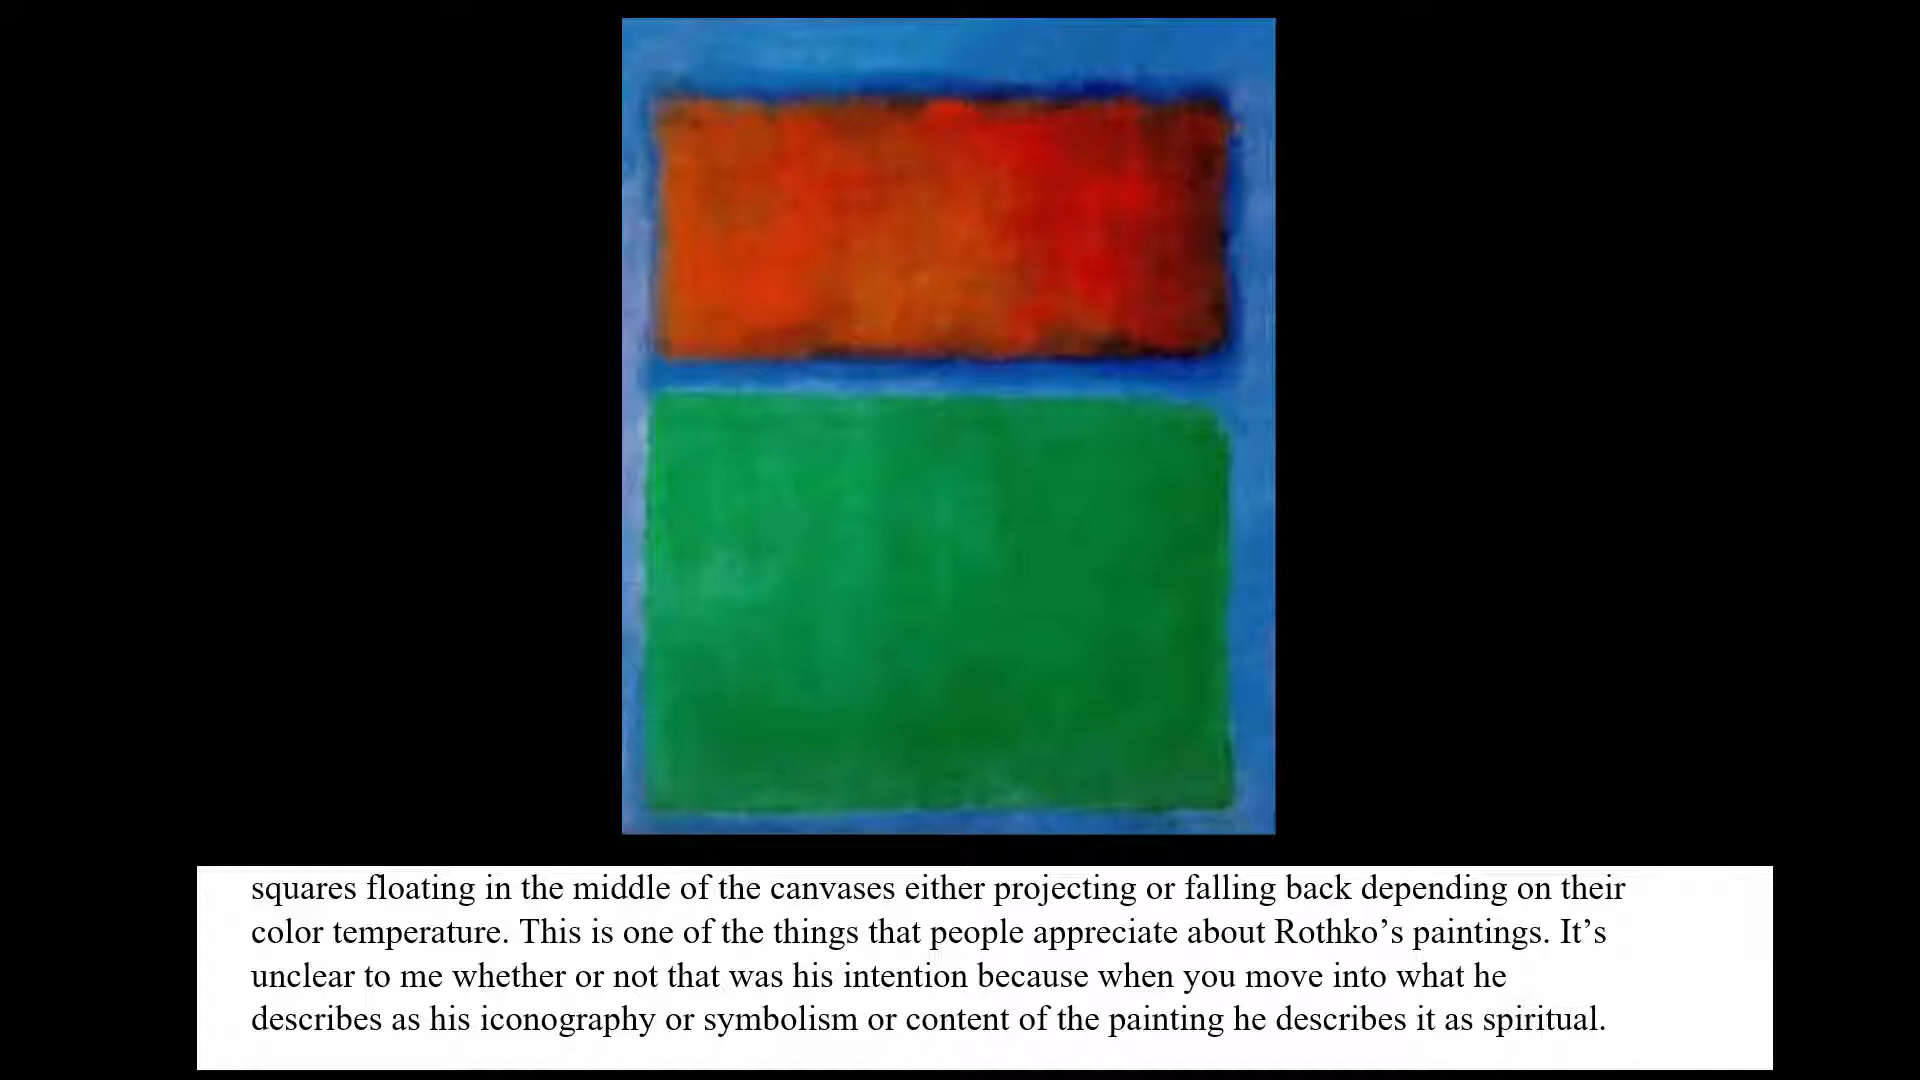 squares floating in the middle of the canvases either projecting or falling back depending on their
color temperature. This is one of the things that people appreciate about Rothko’s paintings. It’s
unclear to me whether or not that was his intention because when you move into what he
describes as his iconography or symbolism or content of the painting he describes it as spiritual.